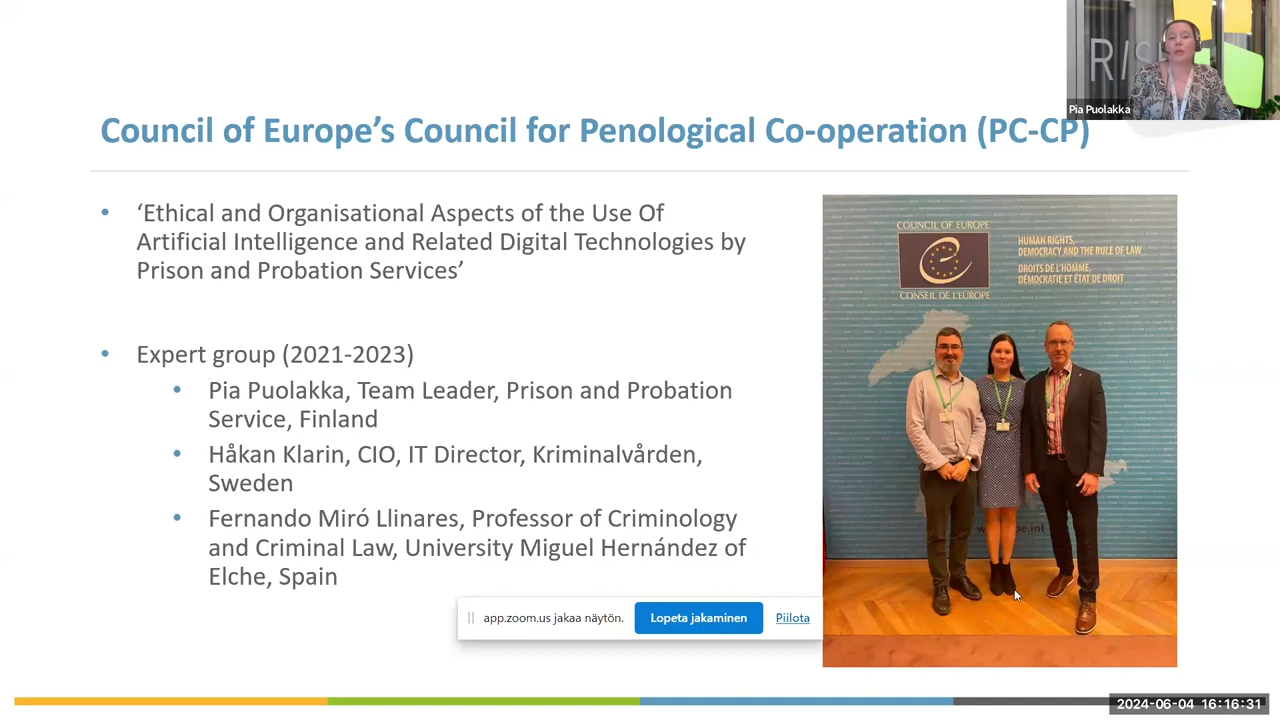 RIS
Pia Puolakka
Council of Europe’s Council for Penological Co-operation (PC-CP)
• ‘Ethical and Organisational Aspects of the Use Of
Artificial Intelligence and Related Digital Technologies by
Prison and Probation Services’
• Expert group (2021-2023)
• Pia Puolakka, Team Leader, Prison and Probation
Service, Finland
• Håkan Klarin, CIO, IT Director, Kriminalvården,
Sweden
• Fernando Miró Llinares, Professor of Criminology
and Criminal Law, University Miguel Hernández of
Elche, Spain
COUNCIL OF EUROPE
CONSEIL DE L'EUROPE
HUMAN RIGHTS,
DEMOCRACY AND THE RULE OF LAW
DROITS DE L'HOMME,
DÉMOCRATIE ET ÉTAT DE DROIT
app.zoom.us jakaa näytön.
Lopeta jakaminen
Piilota
2024-06-04 16:16:31